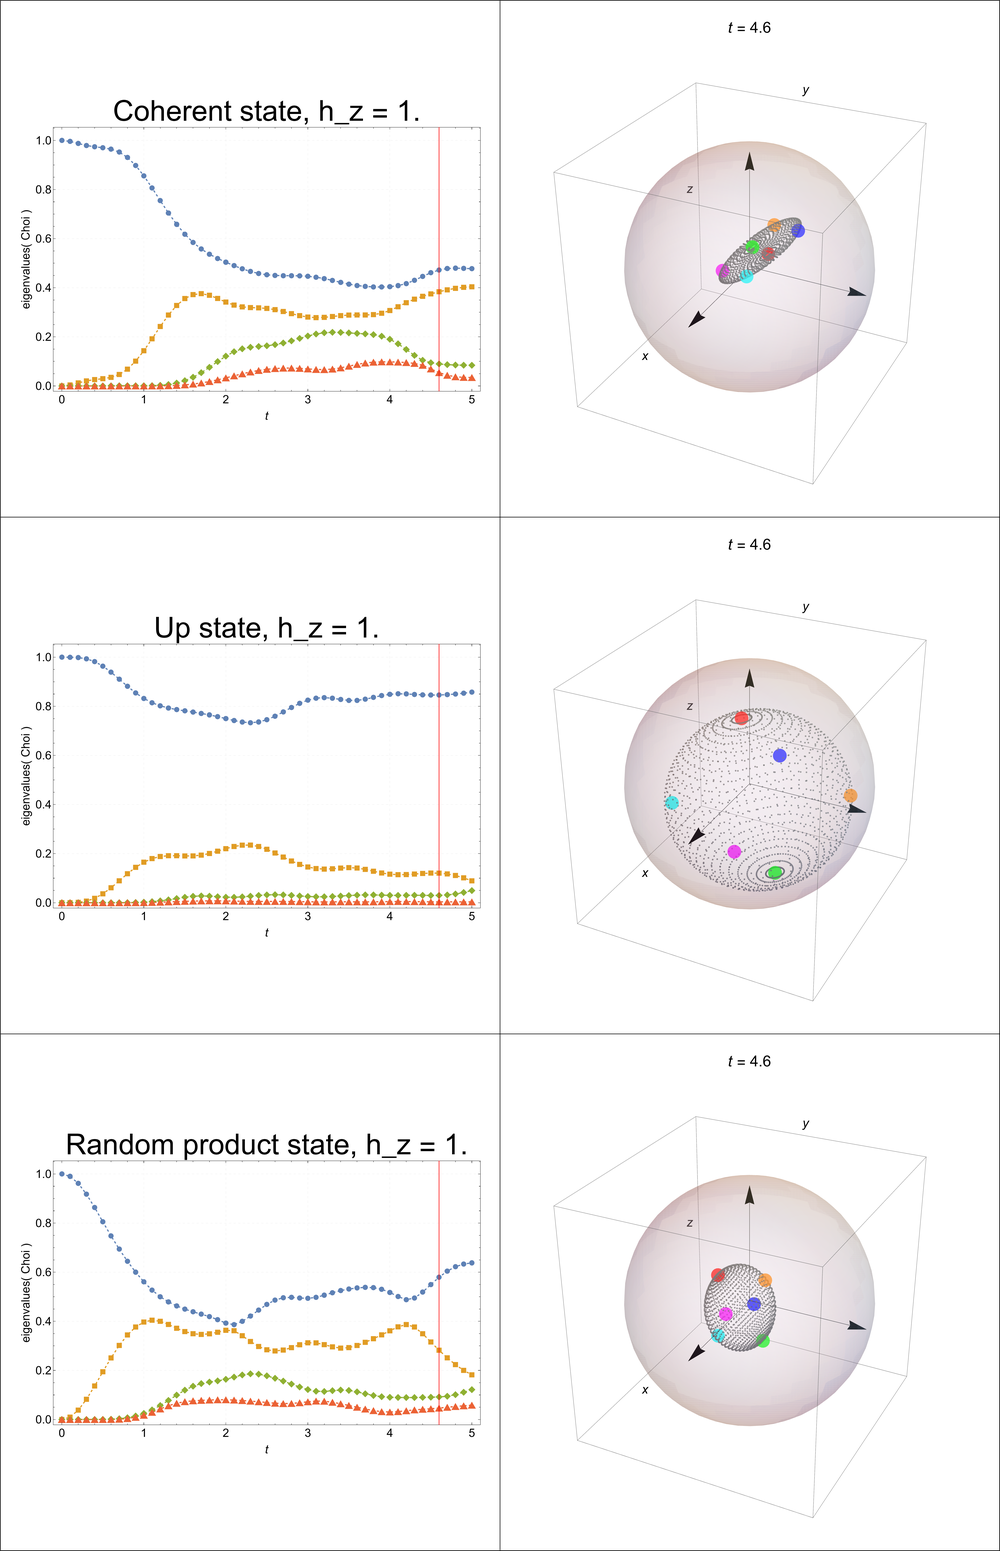 Coherent state, h_z = 1.
1.0
0.8
0.6
0.4
0.2
0.0
eigenvalues( Choi )
0 1 2 3 4 5
t
t = 4.6
y
z
x
Up state, h_z = 1.
1.0
0.8
0.6
0.4
0.2
0.0
eigenvalues( Choi )
0 1 2 3 4 5
t
t = 4.6
y
z
x
Random product state, h_z = 1.
1.0
0.8
0.6
0.4
0.2
0.0
eigenvalues( Choi )
0 1 2 3 4 5
t
t = 4.6
y
z
x